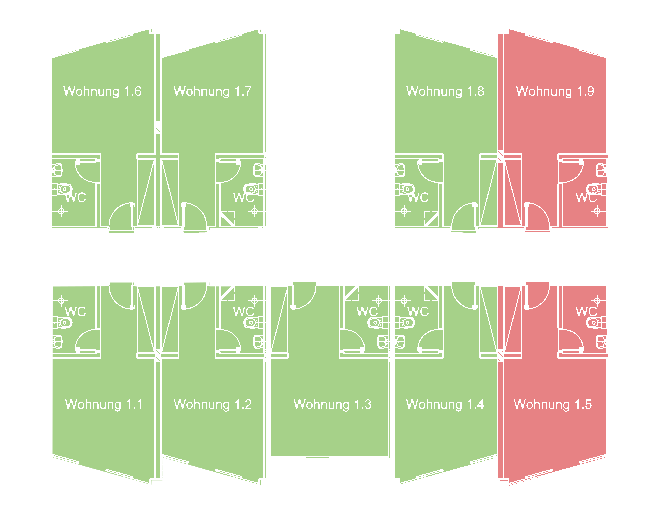 Wohnung 1.6
Wohnung 1.7
Wohnung 1.8
Wohnung 1.9
WC
WC
WC
WC
WC
WC
WC
WC
WC
Wohnung 1.1
Wohnung 1.2
Wohnung 1.3
Wohnung 1.4
Wohnung 1.5